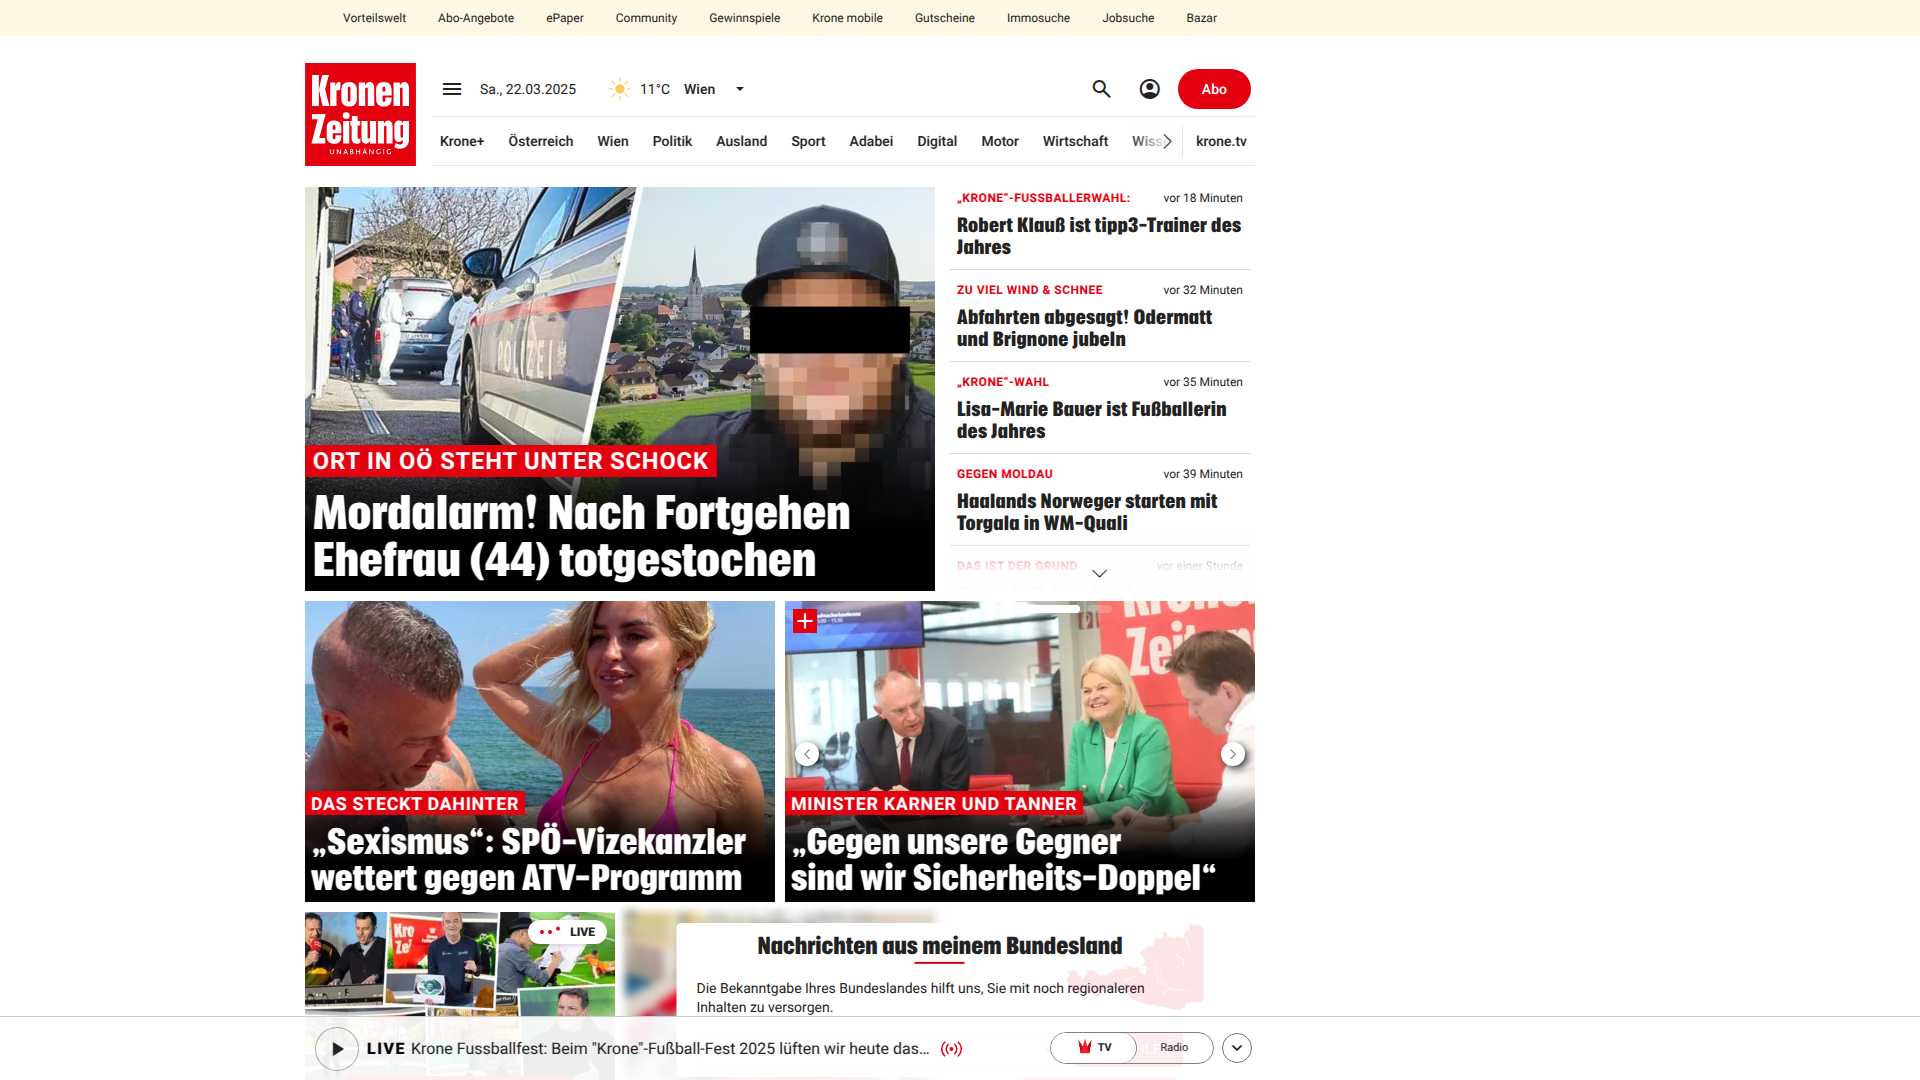 Vorteilswelt Abo-Angebote ePaper Community Gewinnspiele Krone mobile Gutscheine Immosuche Jobsuche Bazar
Kronen
Zeitung
UNABHÄNGIG
Sa., 22.03.2025 11°C Wien
Abo
Krone+ Österreich Wien Politik Ausland Sport Adabei Digital Motor Wirtschaft Wiss krone.tv
POLIZEI
ORT IN OÖ STEHT UNTER SCHOCK
Mordalarm! Nach Fortgehen
Ehefrau (44) totgestochen
„KRONE“-FUSSBALLERWAHL: vor 18 Minuten
Robert Klauß ist tipp3-Trainer des
Jahres
ZU VIEL WIND & SCHNEE vor 32 Minuten
Abfahrten abgesagt! Odermatt
und Brignone jubeln
„KRONE“-WAHL vor 35 Minuten
Lisa-Marie Bauer ist Fußballerin
des Jahres
GEGEN MOLDAU vor 39 Minuten
Haalands Norweger starten mit
Torgala in WM-Quali
DAS IST DER GRUND vor einer Stunde
DAS STECKT DAHINTER
„Sexismus“: SPÖ-Vizekanzler
wettert gegen ATV-Programm
Kronen
Zeitung
MINISTER KARNER UND TANNER
„Gegen unsere Gegner
sind wir Sicherheits-Doppel“
LIVE
Nachrichten aus meinem Bundesland
Die Bekanntgabe Ihres Bundeslandes hilft uns, Sie mit noch regionaleren
Inhalten zu versorgen.
LIVE Krone Fussballfest: Beim "Krone"-Fußball-Fest 2025 lüften wir heute das...
TV Radio